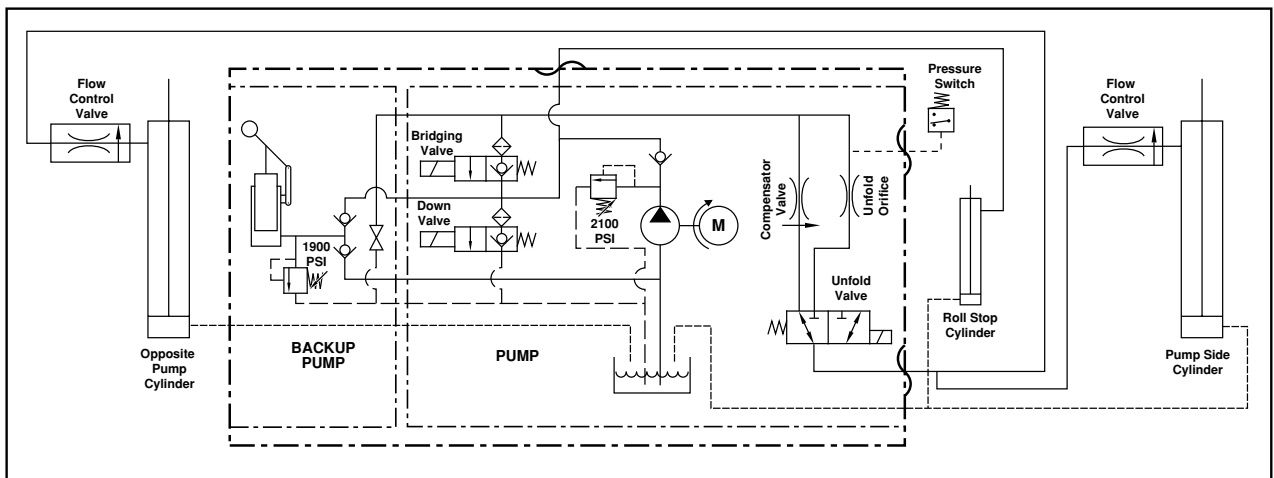 Flow
Control
Valve
Opposite
Pump
Cylinder
1900
PSI
BACKUP
PUMP
Bridging
Valve
Down
Valve
PUMP
2100
PSI
M
Compensator
Valve
Unfold
Orifice
Unfold
Valve
Pressure
Switch
Roll Stop
Cylinder
Flow
Control
Valve
Pump Side
Cylinder